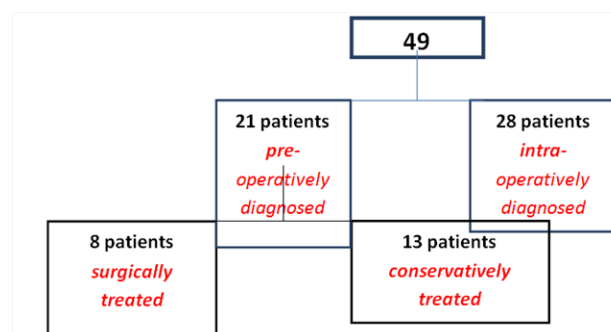 49
21 patients
pre-
operatively
diagnosed
28 patients
intra-
operatively
diagnosed
8 patients
surgically
treated
13 patients
conservatively
treated